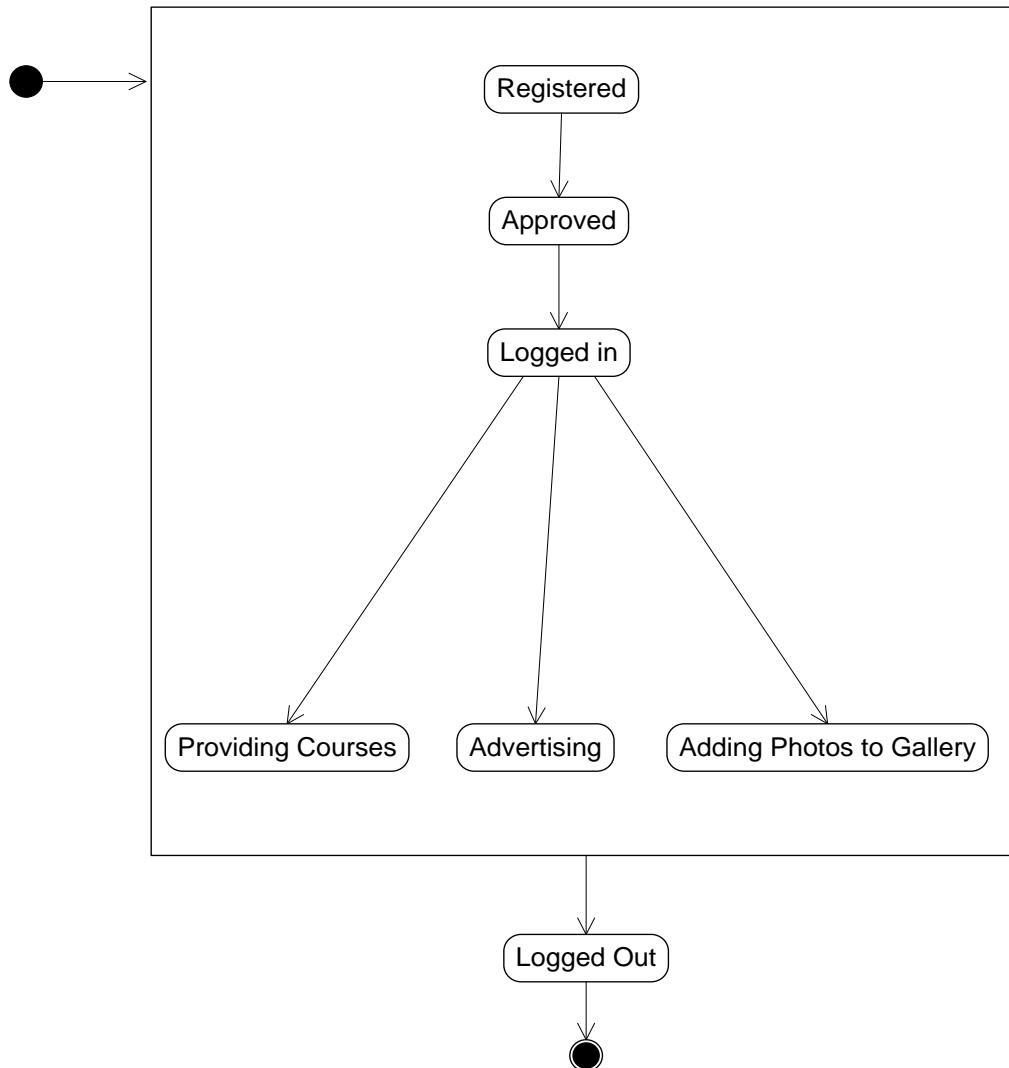 Registered
Approved
Logged in
Providing Courses
Advertising
Adding Photos to Gallery
Logged Out